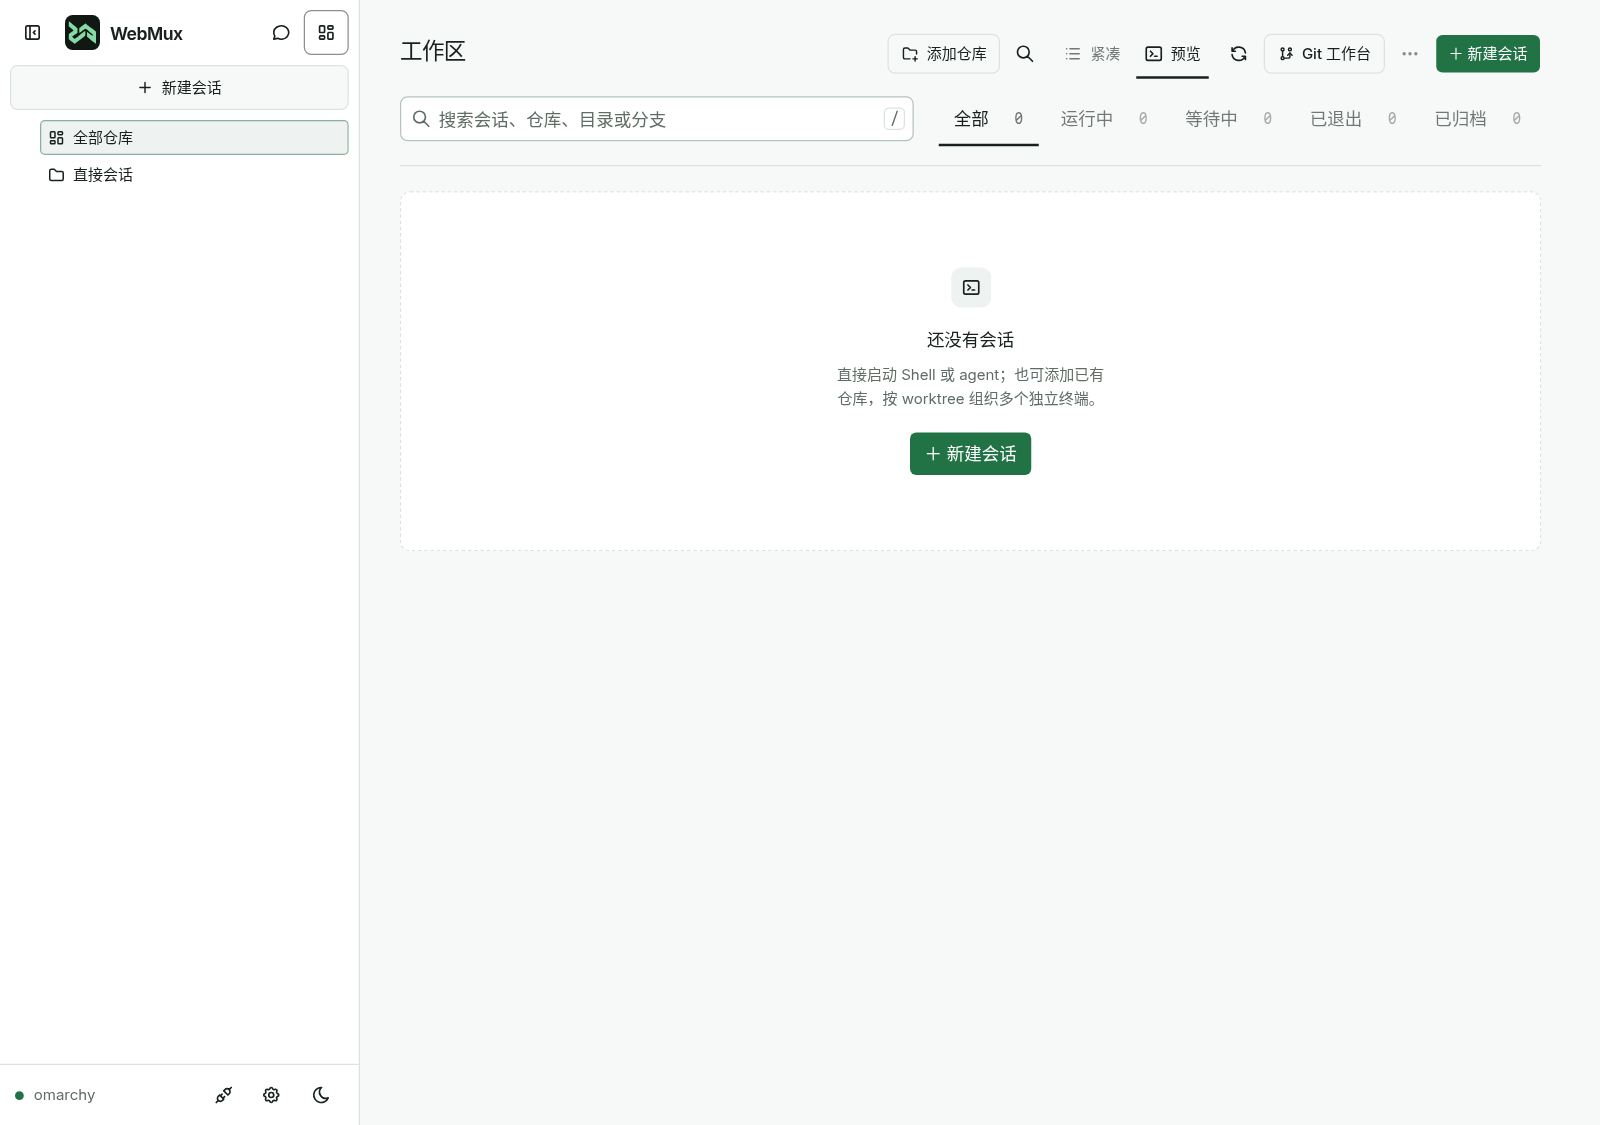 WebMux
新建会话
全部仓库
直接会话
omarchy
工作区
添加仓库
紧凑
预览
Git 工作台
新建会话
搜索会话、仓库、目录或分支
/
全部 0
运行中 0
等待中 0
已退出 0
已归档 0
还没有会话
直接启动 Shell 或 agent；也可添加已有
仓库，按 worktree 组织多个独立终端。
新建会话